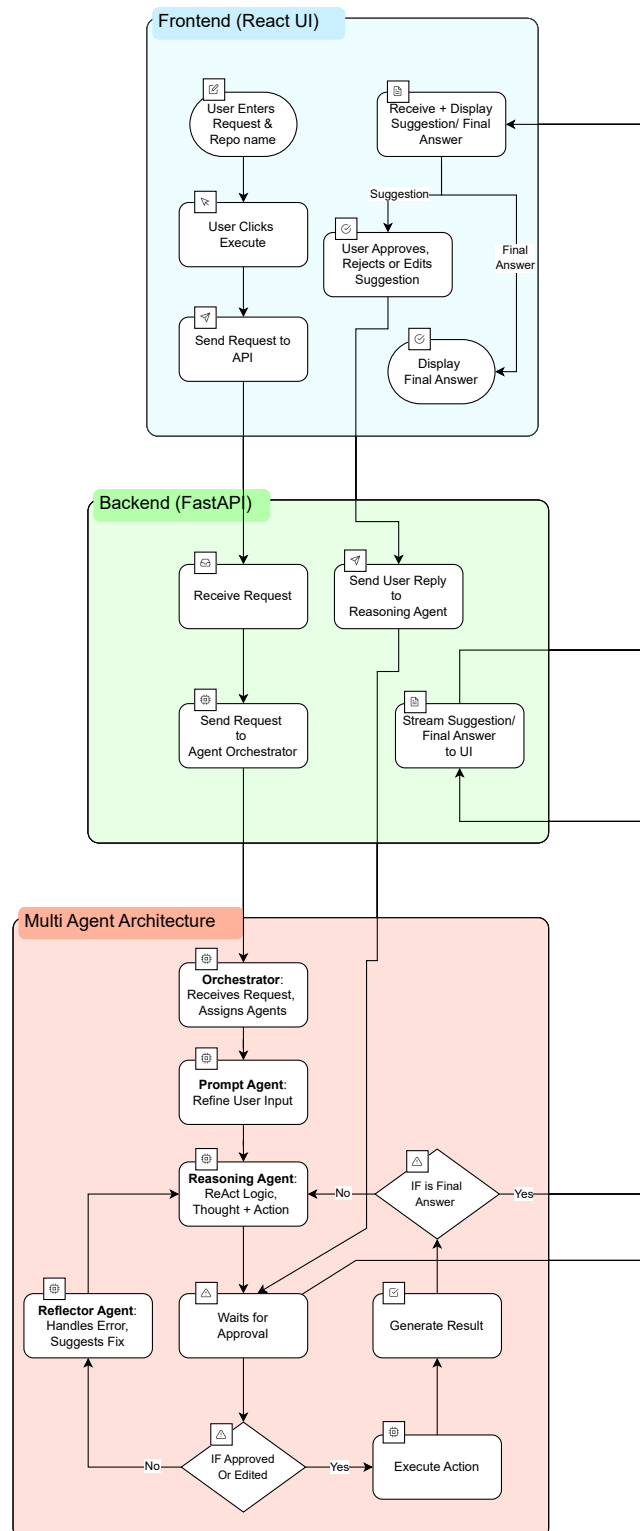 Frontend (React UI)
User Enters
Request &
Repo name
Receive + Display
Suggestion/ Final
Answer
Suggestion
User Clicks
Execute
User Approves,
Rejects or Edits
Suggestion
Final
Answer
Send Request to
API
Display
Final Answer
Backend (FastAPI)
Receive Request
Send User Reply
to
Reasoning Agent
Send Request
to
Agent Orchestrator
Stream Suggestion/
Final Answer
to UI
Multi Agent Architecture
Orchestrator:
Receives Request,
Assigns Agents
Prompt Agent:
Refine User Input
Reasoning Agent:
ReAct Logic,
Thought + Action
No
IF is Final
Answer
Yes
Reflector Agent:
Handles Error,
Suggests Fix
Waits for
Approval
Generate Result
No
IF Approved
Or Edited
Yes
Execute Action